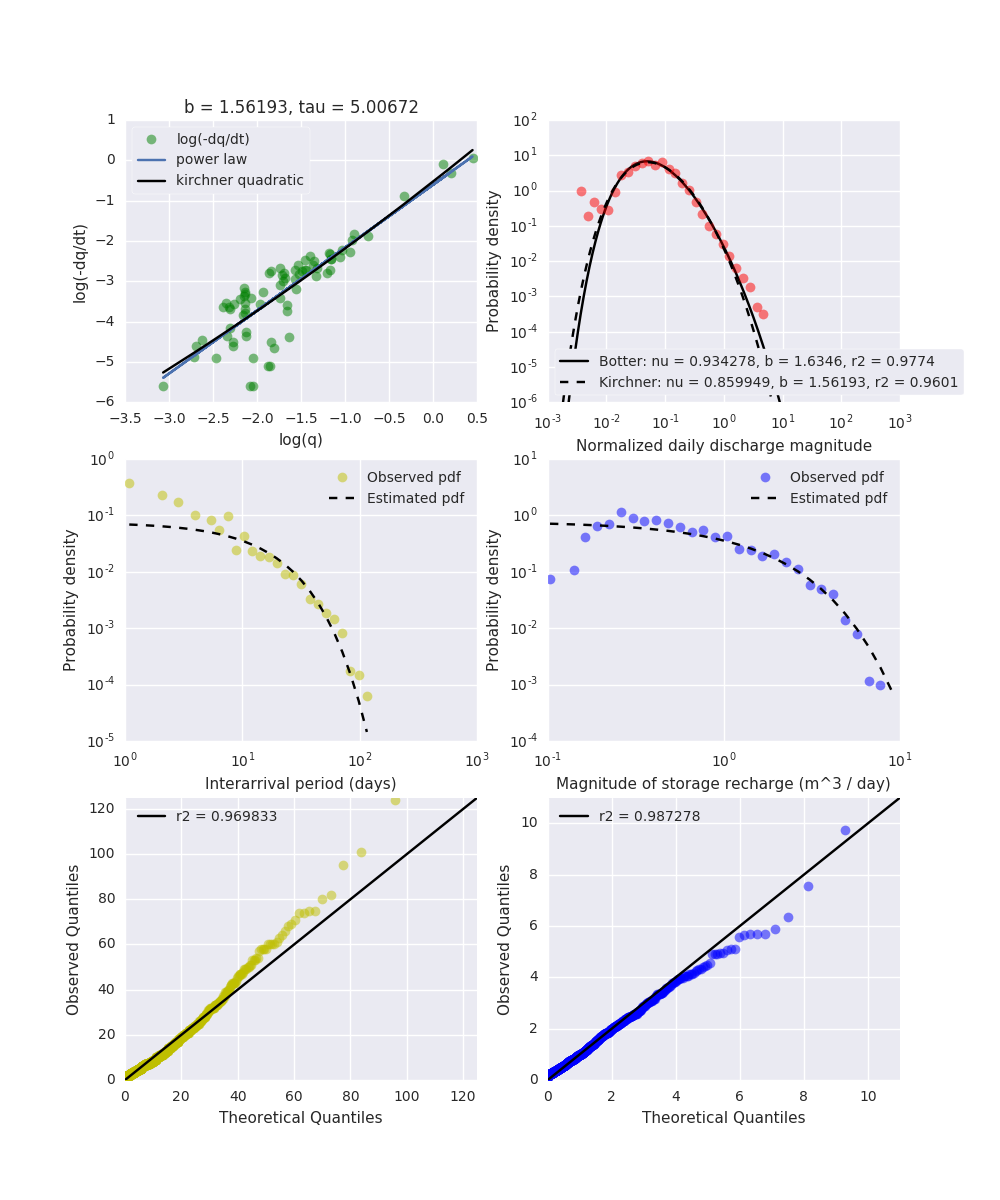 b = 1.56193, tau = 5.00672
log(-dq/dt)
power law
kirchner quadratic
1
0
−1
−2
−3
−4
−5
−6
log(-dq/dt)
−3.5 −3.0 −2.5 −2.0 −1.5 −1.0 −0.5 0.0 0.5
log(q)
10^2
10^1
10^0
10^-1
10^-2
10^-3
10^-4
10^-5
10^-6
Probability density
Botter: nu = 0.934278, b = 1.6346, r2 = 0.9774
Kirchner: nu = 0.859949, b = 1.56193, r2 = 0.9601
10^-3 10^-2 10^-1 10^0 10^1 10^2 10^3
Normalized daily discharge magnitude
Observed pdf
Estimated pdf
10^0
10^-1
10^-2
10^-3
10^-4
10^-5
Probability density
10^0 10^1 10^2 10^3
Interarrival period (days)
Observed pdf
Estimated pdf
10^1
10^0
10^-1
10^-2
10^-3
10^-4
Probability density
10^-1 10^0 10^1
Magnitude of storage recharge (m^3 / day)
r2 = 0.969833
120
100
80
60
40
20
0
Observed Quantiles
0 20 40 60 80 100 120
Theoretical Quantiles
r2 = 0.987278
10
8
6
4
2
0
Observed Quantiles
0 2 4 6 8 10
Theoretical Quantiles